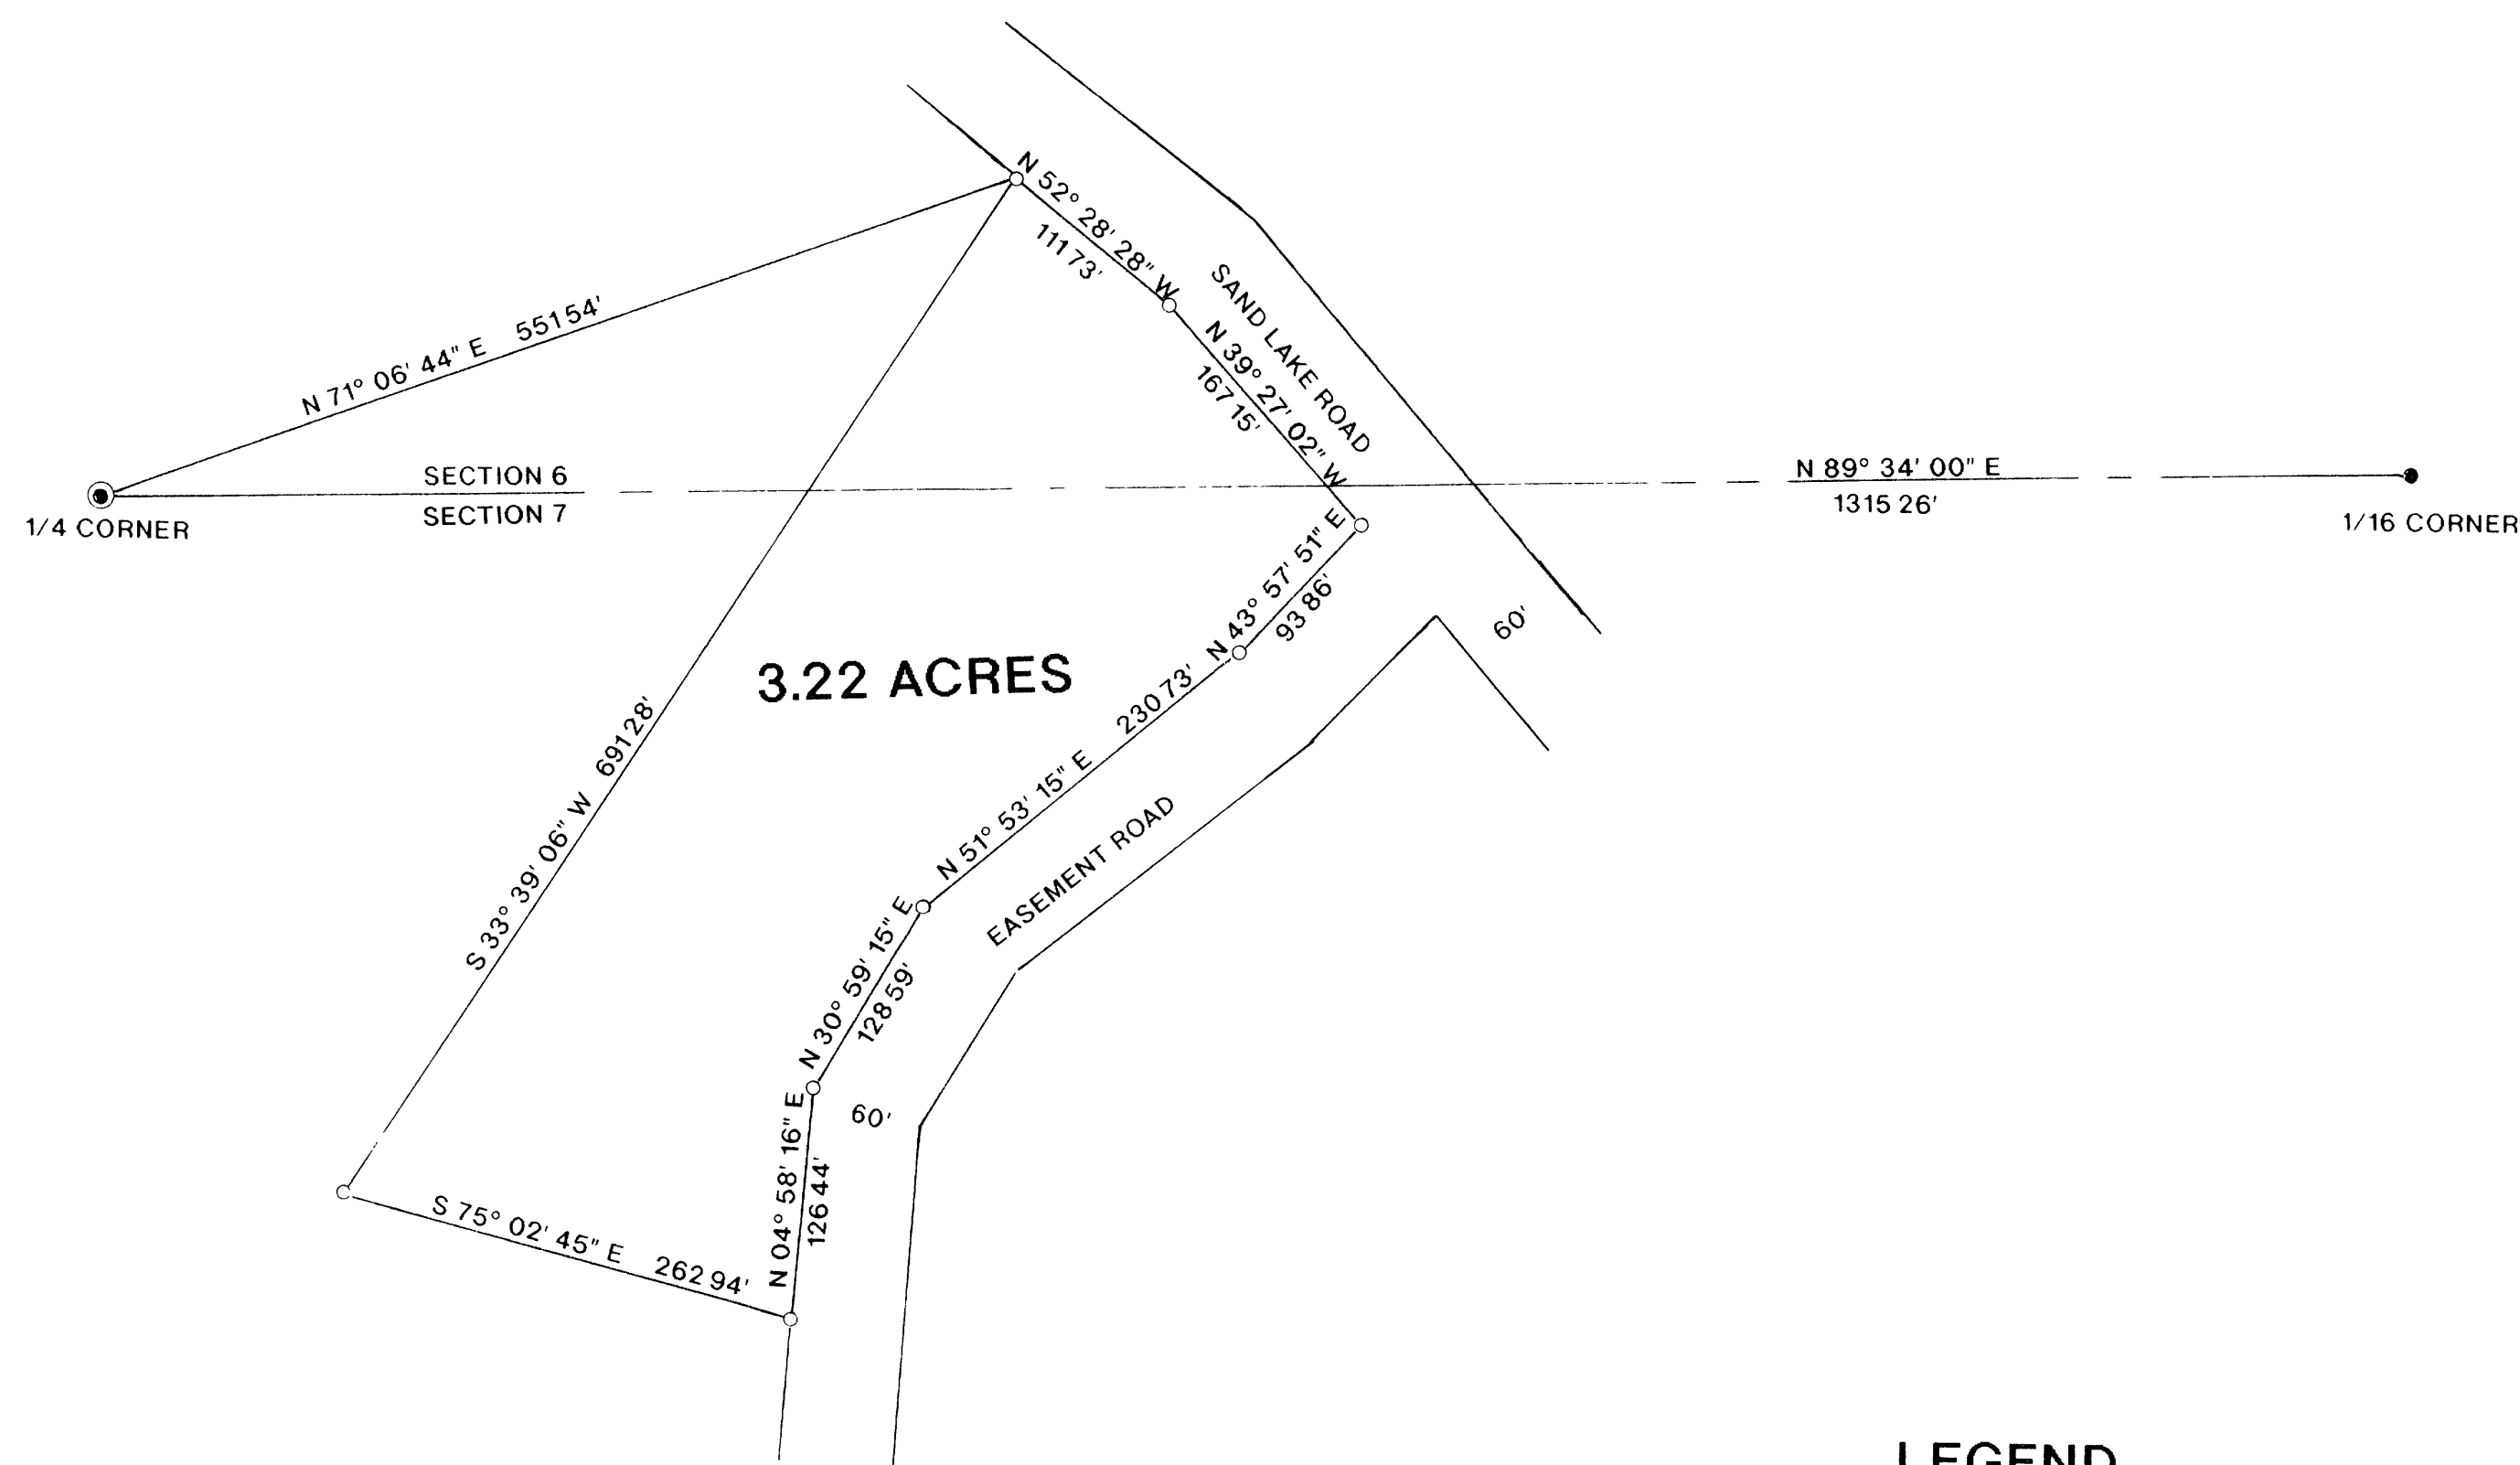 N 52° 28' 28" W
111 73'
SAND LAKE ROAD
N 71° 06' 44" E 551 54'
N 39° 27' 02" W
167 15'
SECTION 6
SECTION 7
1/4 CORNER
N 89° 34' 00" E
1315 26'
1/16 CORNER
N 43° 57' 51" E
93 86'
60'
3.22 ACRES
S 33° 39' 06" W 691 28'
N 51° 53' 15" E 230 73'
EASEMENT ROAD
N 30° 59' 15" E
128 59'
60'
N 04° 58' 16" E
126 44'
S 75° 02' 45" E 262 94'
LEGEND